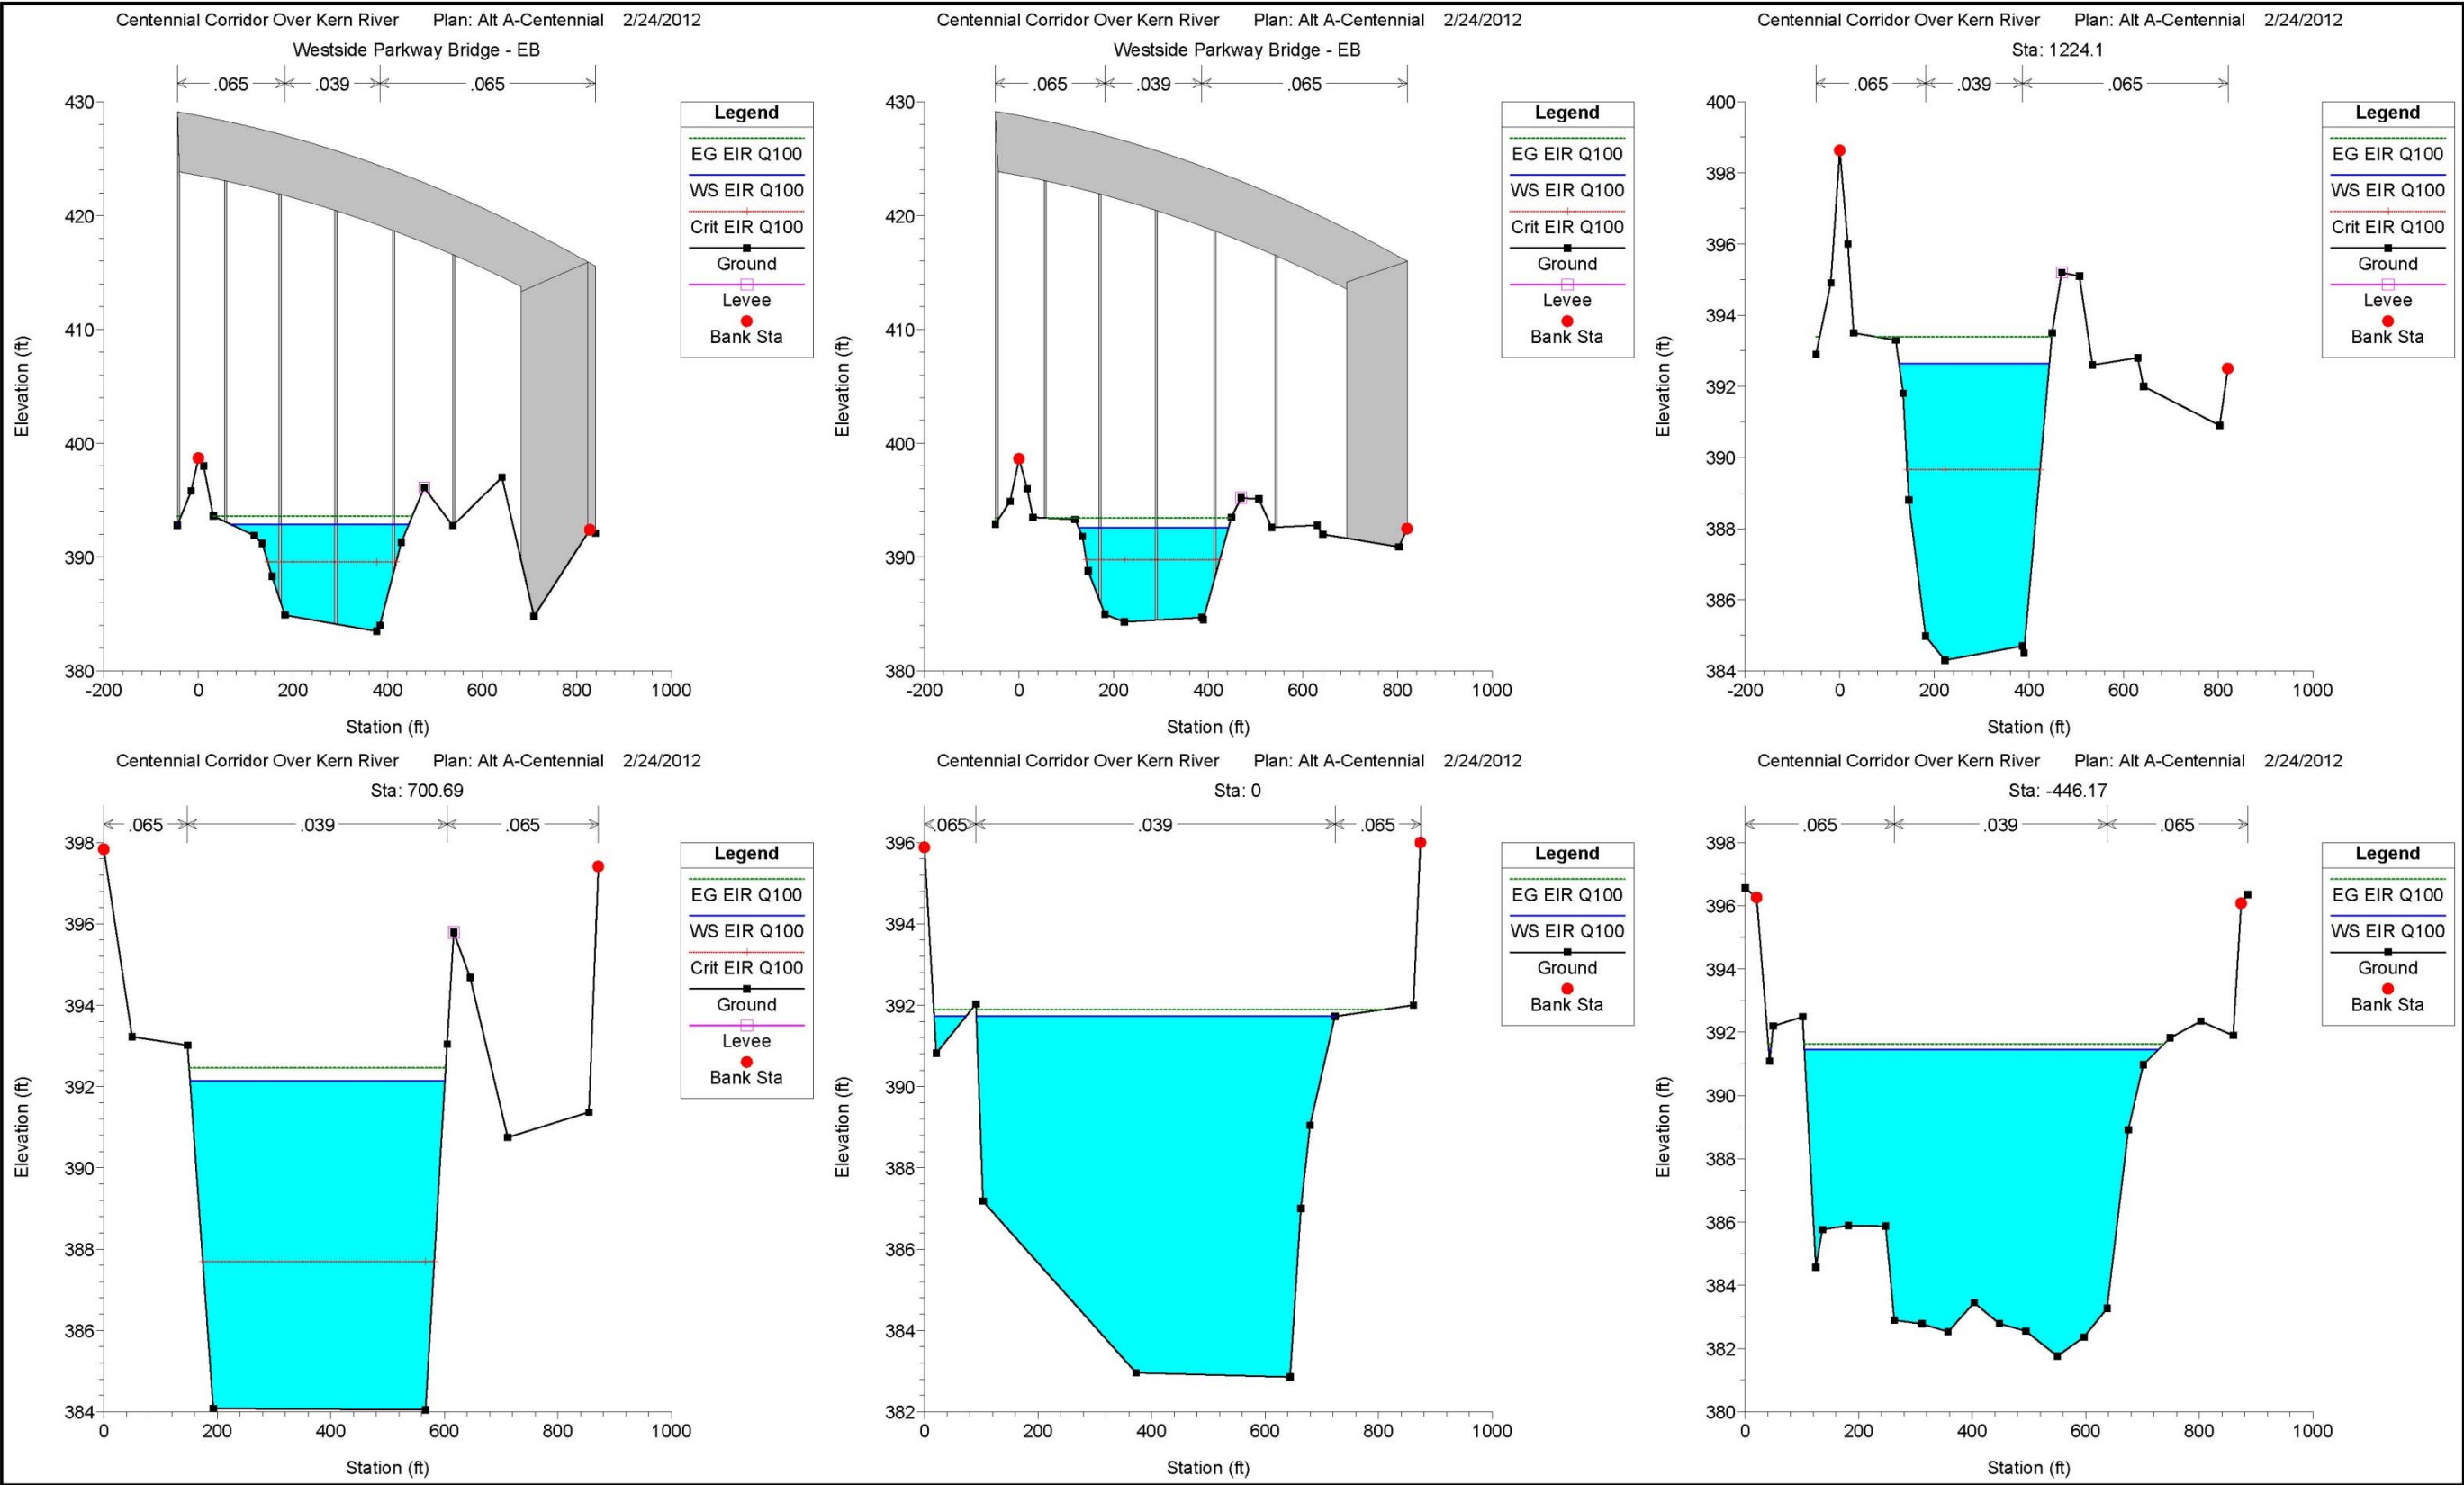 Centennial Corridor Over Kern River Plan: Alt A-Centennial 2/24/2012
Westside Parkway Bridge - EB
.065 .039 .065
Elevation (ft)
430
420
410
400
390
380
-200 0 200 400 600 800 1000
Station (ft)
Legend
EG EIR Q100
WS EIR Q100
Crit EIR Q100
Ground
Levee
Bank Sta
Centennial Corridor Over Kern River Plan: Alt A-Centennial 2/24/2012
Westside Parkway Bridge - EB
.065 .039 .065
Elevation (ft)
430
420
410
400
390
380
-200 0 200 400 600 800 1000
Station (ft)
Legend
EG EIR Q100
WS EIR Q100
Crit EIR Q100
Ground
Levee
Bank Sta
Centennial Corridor Over Kern River Plan: Alt A-Centennial 2/24/2012
Sta: 1224.1
.065 .039 .065
Elevation (ft)
400
398
396
394
392
390
388
386
384
-200 0 200 400 600 800 1000
Station (ft)
Legend
EG EIR Q100
WS EIR Q100
Crit EIR Q100
Ground
Levee
Bank Sta
Centennial Corridor Over Kern River Plan: Alt A-Centennial 2/24/2012
Sta: 700.69
.065 .039 .065
Elevation (ft)
398
396
394
392
390
388
386
384
0 200 400 600 800 1000
Station (ft)
Legend
EG EIR Q100
WS EIR Q100
Crit EIR Q100
Ground
Levee
Bank Sta
Centennial Corridor Over Kern River Plan: Alt A-Centennial 2/24/2012
Sta: 0
.065 .039 .065
Elevation (ft)
396
394
392
390
388
386
384
382
0 200 400 600 800 1000
Station (ft)
Legend
EG EIR Q100
WS EIR Q100
Ground
Bank Sta
Centennial Corridor Over Kern River Plan: Alt A-Centennial 2/24/2012
Sta: -446.17
.065 .039 .065
Elevation (ft)
398
396
394
392
390
388
386
384
382
380
0 200 400 600 800 1000
Station (ft)
Legend
EG EIR Q100
WS EIR Q100
Ground
Bank Sta